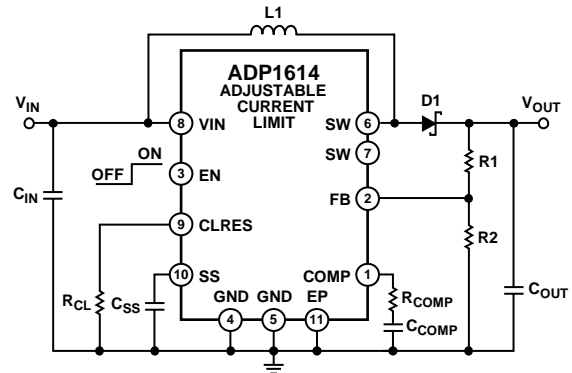 L1
ADP1614
ADJUSTABLE
CURRENT
LIMIT
VIN
VIN
8
SW
6
D1
VOUT
SW
7
R1
ON
OFF
3
EN
CIN
FB
2
R2
9
CLRES
10
SS
COMP
1
RCL
CSS
GND
GND
EP
RCOMP
CCOMP
COUT
4
5
11